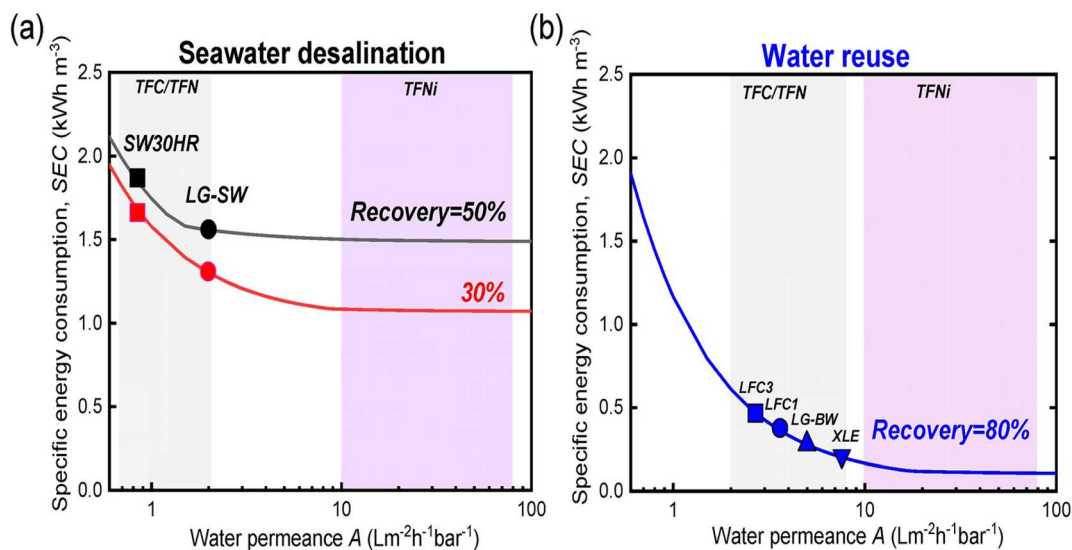 (a)
Seawater desalination
Specific energy consumption, SEC (kWh m⁻³)
2.5
2.0
1.5
1.0
0.5
0.0
TFC/TFN
TFNi
SW30HR
LG-SW
Recovery=50%
30%
1
10
100
Water permeance A (Lm⁻²h⁻¹bar⁻¹)
(b)
Water reuse
Specific energy consumption, SEC (kWh m⁻³)
2.5
2.0
1.5
1.0
0.5
0.0
TFC/TFN
TFNi
LFC3
LFC1
LG-BW
XLE
Recovery=80%
1
10
100
Water permeance A (Lm⁻²h⁻¹bar⁻¹)